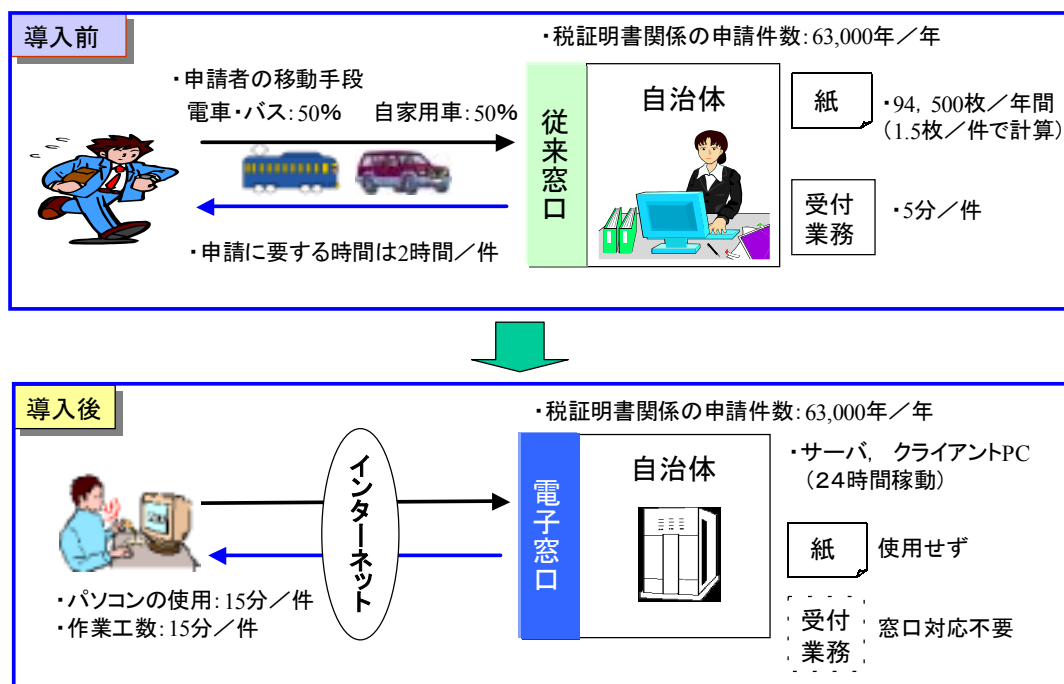 導入前
・税証明書関係の申請件数：63,000年／年
・申請者の移動手段
電車・バス：50％　自家用車：50％
従来窓口
自治体
紙
・94，500枚／年間
（1.5枚／件で計算）
受付
業務
・5分／件
・申請に要する時間は2時間／件
導入後
・税証明書関係の申請件数：63,000年／年
インターネット
電子窓口
自治体
・サーバ，　クライアントPC
（２４時間稼動）
紙
使用せず
・パソコンの使用：15分／件
・作業工数：15分／件
受付
業務
窓口対応不要